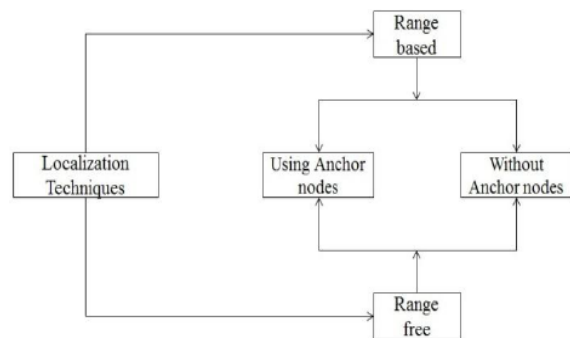 Range
based
Localization
Techniques
Using Anchor
nodes
Without
Anchor nodes
Range
free